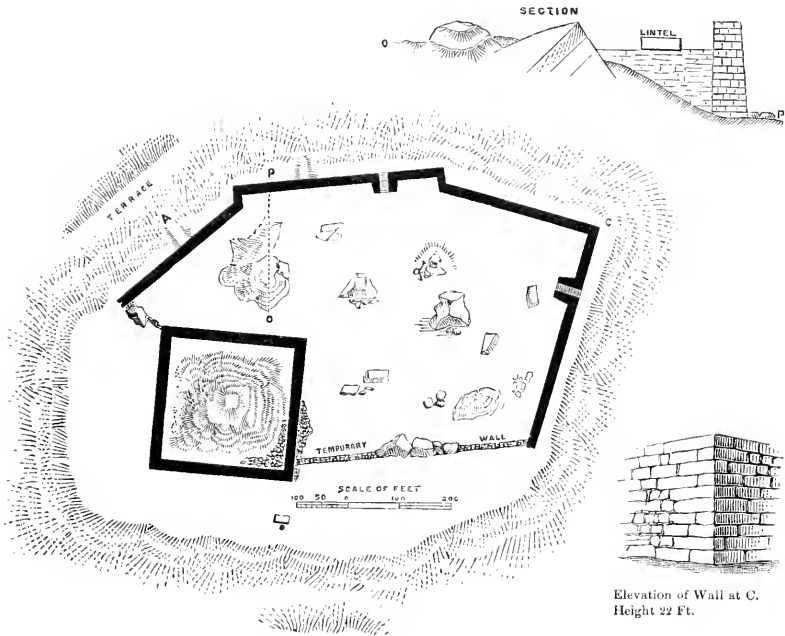 SECTION
O
LINTEL
P
TERRACE
A
P
C
O
TEMPURARY WALL
SCALE OF FEET
100 50 0 100 200
Elevation of Wall at C.
Height 22 Ft.